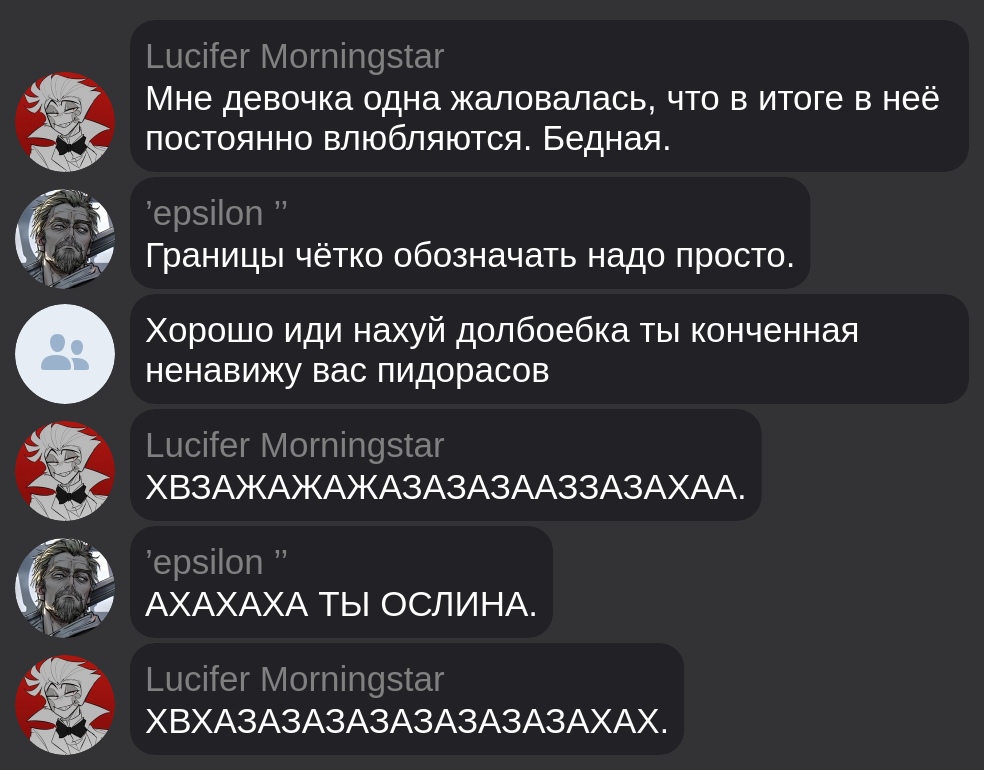 Lucifer Morningstar
Мне девочка одна жаловалась, что в итоге в неё
постоянно влюбляются. Бедная.
’epsilon ’’
Границы чётко обозначать надо просто.
Хорошо иди нахуй долбоебка ты конченная
ненавижу вас пидорасов
Lucifer Morningstar
ХВЗАЖАЖАЖАЗАЗАЗААЗЗАЗАХАА.
’epsilon ’’
АХАХАХА ТЫ ОСЛИНА.
Lucifer Morningstar
ХВХАЗАЗАЗАЗАЗАЗАЗАЗАЗАХАХ.